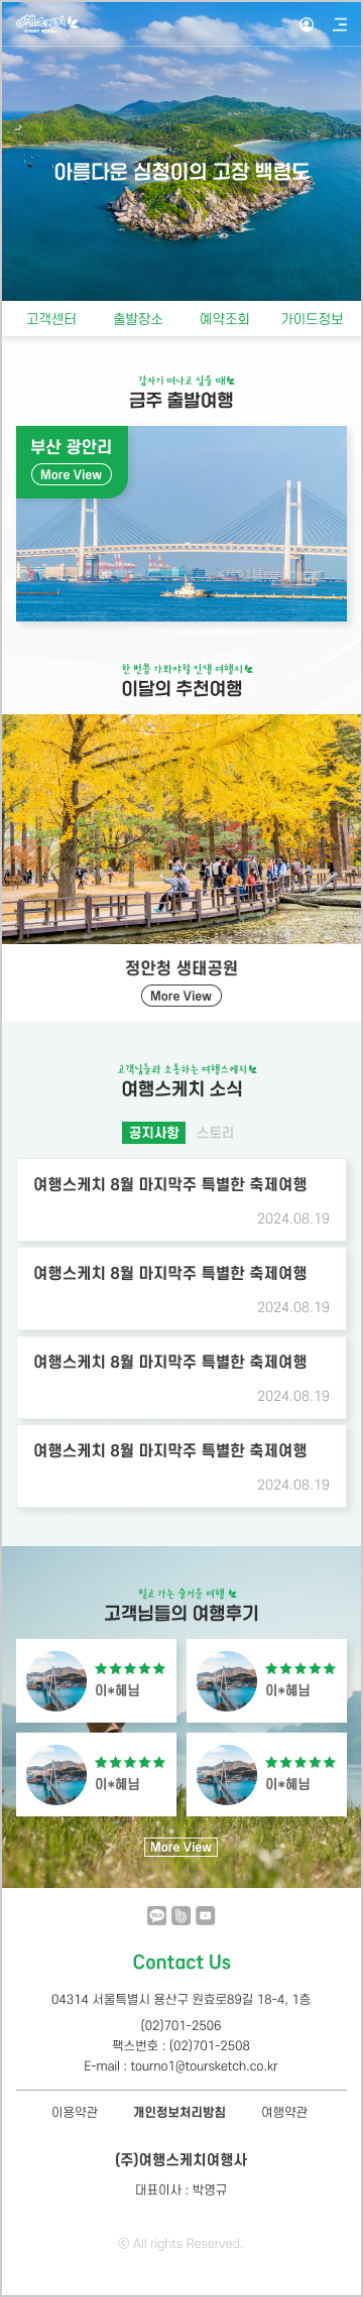 여행스케치
아름다운 심청이의 고장 백령도
고객센터 출발장소 예약조회 가이드정보
갑자기 떠나고 싶을 때
금주 출발여행
부산 광안리
More View
한 번쯤 가봐야할 인생 여행지
이달의 추천여행
정안청 생태공원
More View
고객님들과 소통하는 여행스케치
여행스케치 소식
공지사항 스토리
여행스케치 8월 마지막주 특별한 축제여행
2024.08.19
여행스케치 8월 마지막주 특별한 축제여행
2024.08.19
여행스케치 8월 마지막주 특별한 축제여행
2024.08.19
여행스케치 8월 마지막주 특별한 축제여행
2024.08.19
믿고 가는 즐거운 여행
고객님들의 여행후기
이*혜님 이*혜님
이*혜님 이*혜님
More View
TALK
Contact Us
04314 서울특별시 용산구 원효로89길 18-4, 1층
(02)701-2506
팩스번호 : (02)701-2508
E-mail : tourno1@toursketch.co.kr
이용약관 개인정보처리방침 여행약관
(주)여행스케치여행사
대표이사 : 박영규
ⓒ All rights Reserved.